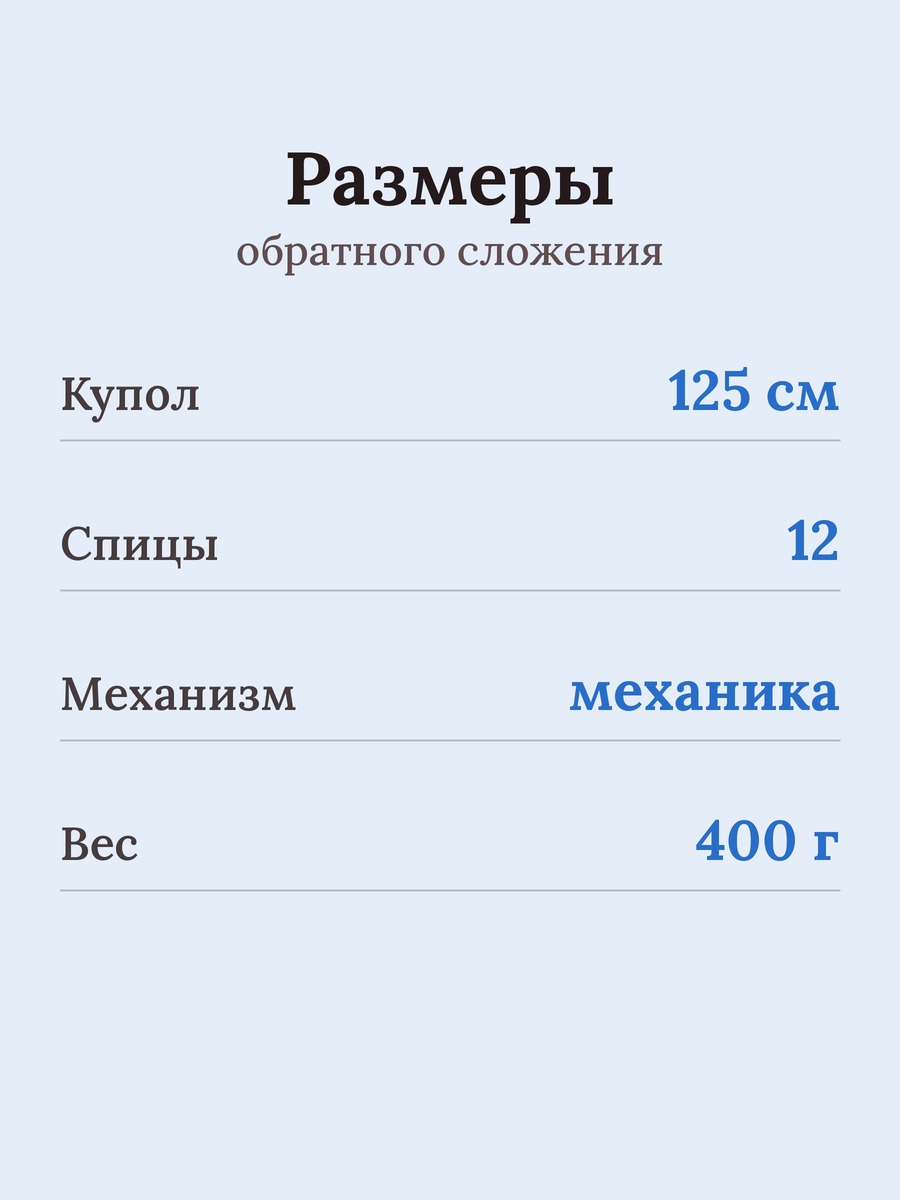 Размеры
обратного сложения
Купол 125 см
Спицы 12
Механизм механика
Вес 400 г